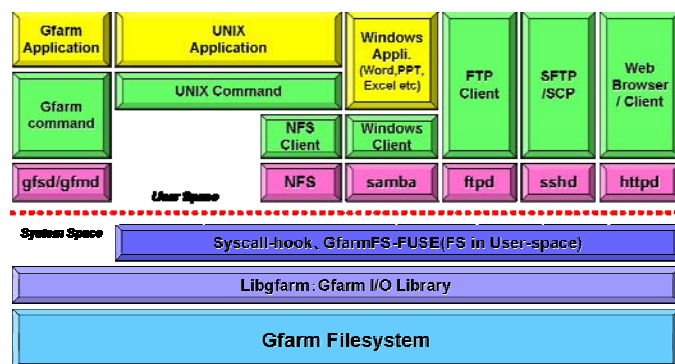 Gfarm
Application
UNIX
Application
Windows
Appli.
(Word,PPT,
Excel etc)
FTP
Client
SFTP
/SCP
Web
Browser
/ Client
Gfarm
command
UNIX Command
NFS
Client
Windows
Client
gfsd/gfmd
NFS
samba
ftpd
sshd
httpd
User Space
System Space
Syscall-hook、GfarmFS-FUSE(FS in User-space)
Libgfarm:Gfarm I/O Library
Gfarm Filesystem